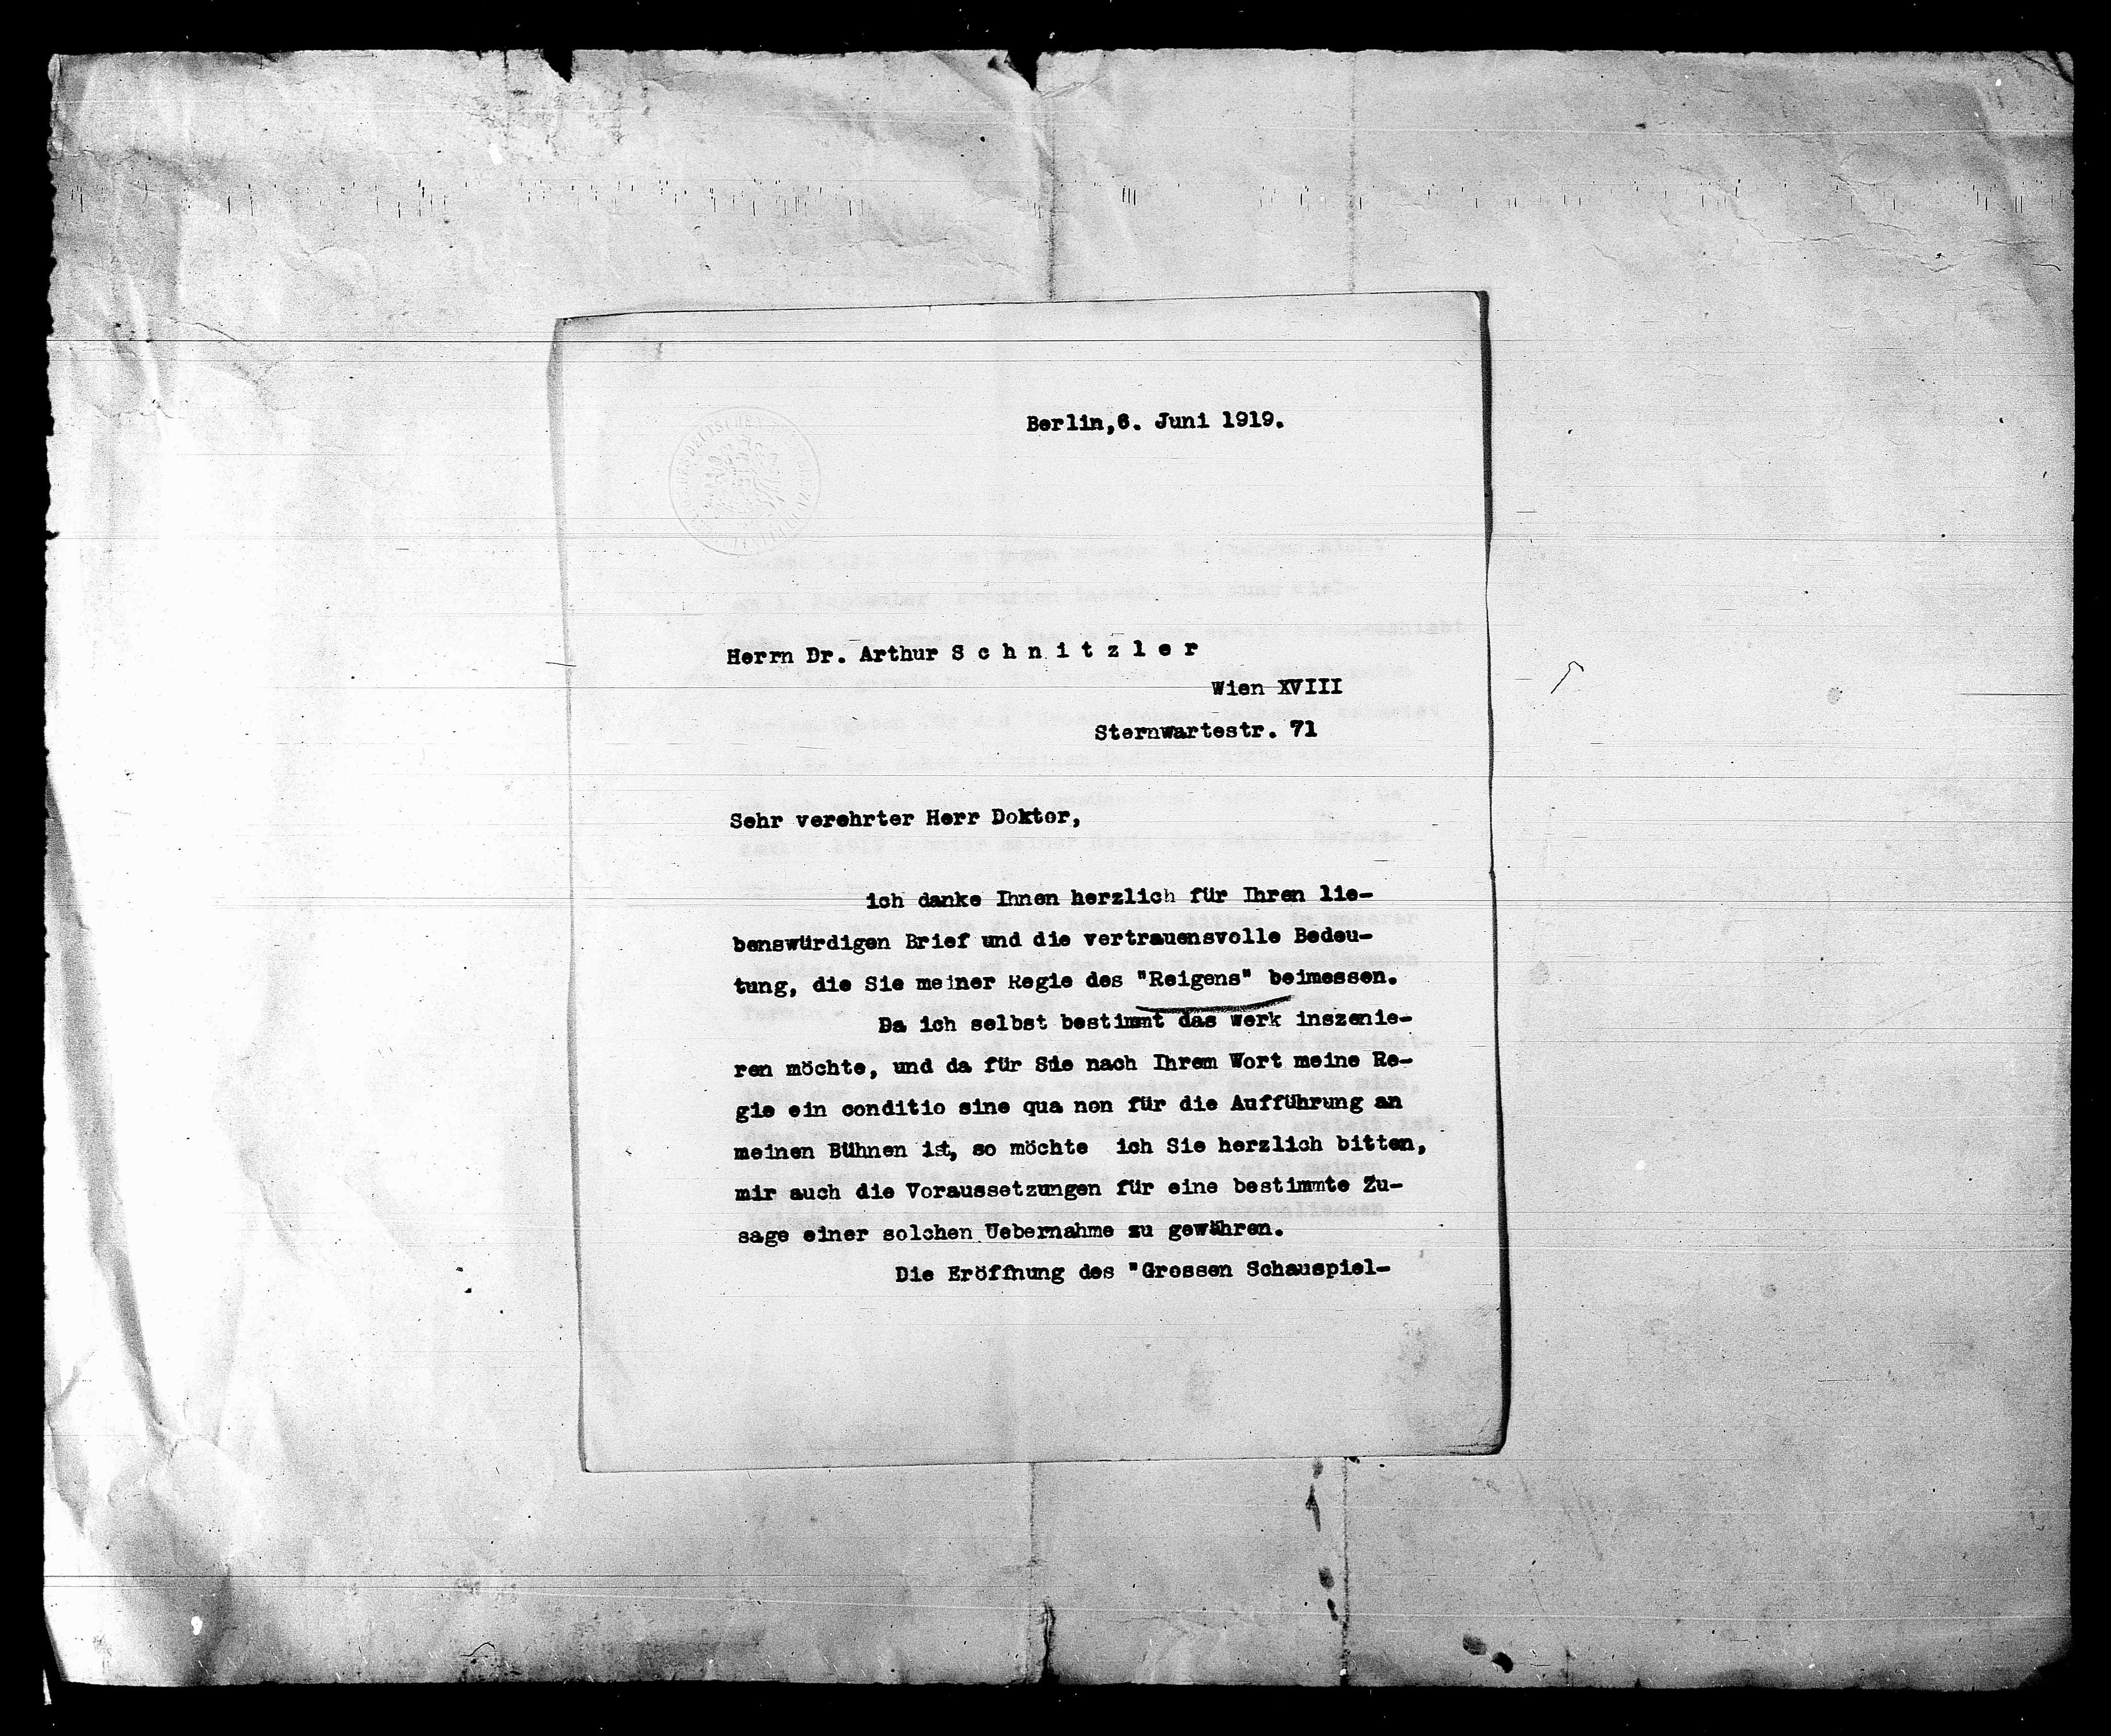 Berlin,6. Juni 1919.
Herrn Dr. Arthur S c h n i t z l e r
Wien XVIII
Sternwartestr. 71
Sehr verehrter Herr Doktor,
ich danke Ihnen herzlich für Ihren lie-
benswürdigen Brief und die vertrauensvolle Bedeu-
tung, die Sie meiner Regie des "Reigens" beimessen.
Da ich selbst bestimmt das Werk inszenie-
ren möchte, und da für Sie nach Ihrem Wort meine Re-
gie ein conditio sine qua non für die Aufführung an
meinen Bühnen ist, so möchte ich Sie herzlich bitten,
mir auch die Voraussetzungen für eine bestimmte Zu-
sage einer solchen Uebernahme zu gewähren.
Die Eröffnung des "Grossen Schauspiel-